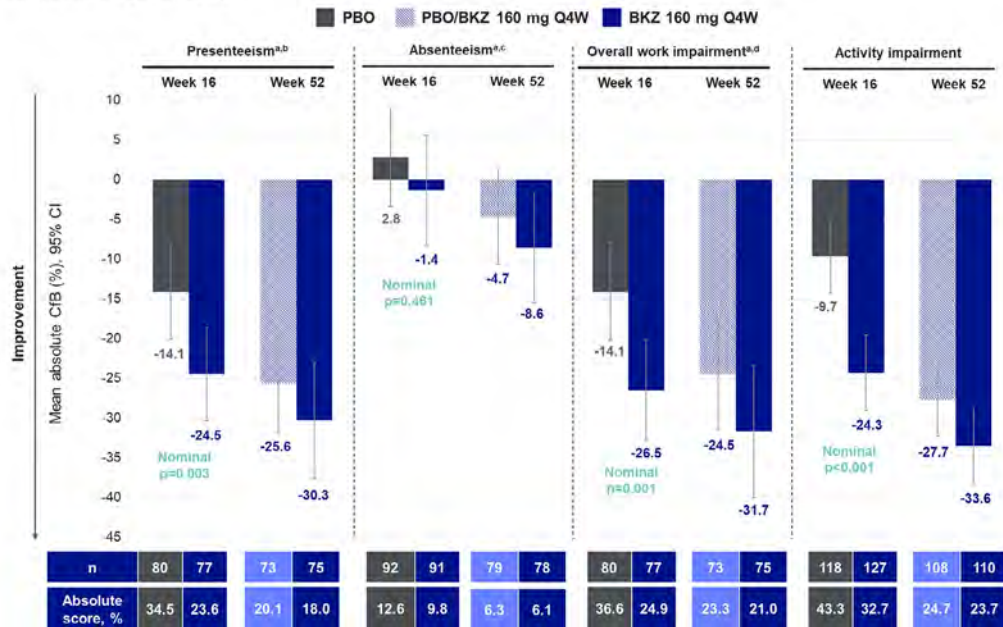 PBO PBO/BKZ 160 mg Q4W BKZ 160 mg Q4W
Presenteeism a,b Absenteeism a,c Overall work impairment a,d Activity impairment
Week 16 Week 52 Week 16 Week 52 Week 16 Week 52 Week 16 Week 52
Improvement
Mean absolute CfB (%), 95% CI
10
5
0
-5
-10
-15
-20
-25
-30
-35
-40
-45
-14.1 -24.5 -25.6 -30.3
Nominal
p=0.003
2.8 -1.4 -4.7 -8.6
Nominal
p=0.461
-14.1 -26.5 -24.5 -31.7
Nominal
p=0.001
-9.7 -24.3 -27.7 -33.6
Nominal
p<0.001
n 80 77 73 75 92 91 79 78 80 77 73 75 118 127 108 110
Absolute
score, % 34.5 23.6 20.1 18.0 12.6 9.8 6.3 6.1 36.6 24.9 23.3 21.0 43.3 32.7 24.7 23.7